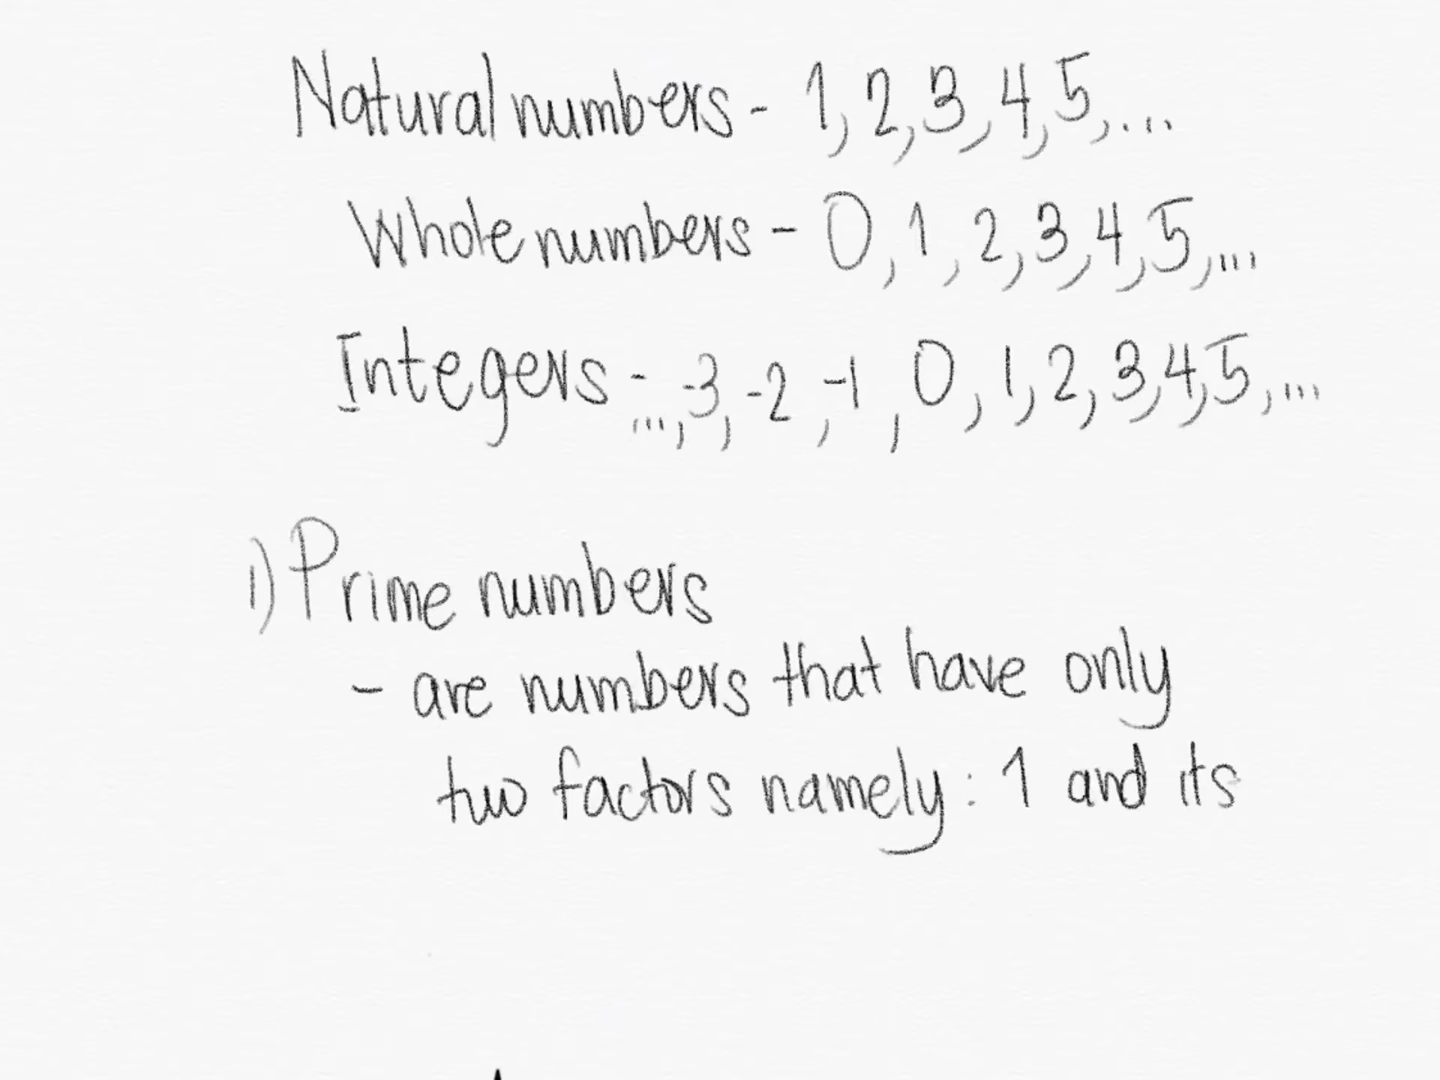 Natural numbers - 1, 2, 3, 4, 5, ...
Whole numbers - 0, 1, 2, 3, 4, 5, ...
Integers - ..., -3, -2, -1, 0, 1, 2, 3, 4, 5, ...
1) Prime numbers
- are numbers that have only
two factors namely: 1 and its